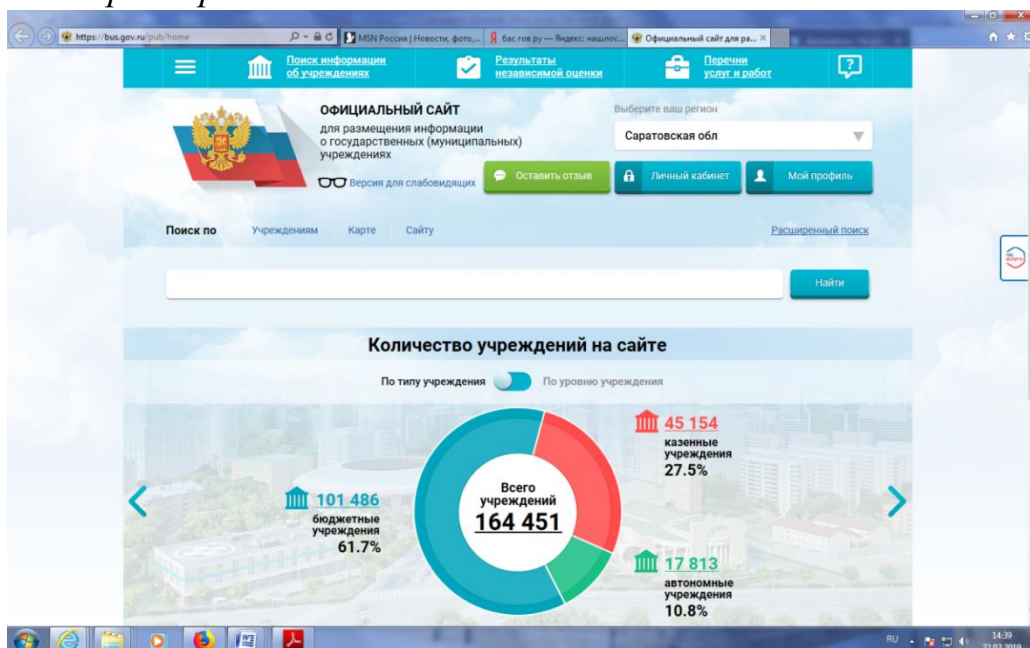 https://bus.gov.ru/pub/home
MSN Россия | Новости, фото,...
бас гов ру — Яндекс: нашлос...
Официальный сайт для ра...
Поиск информации
об учреждениях
Результаты
независимой оценки
Перечни
услуг и работ
ОФИЦИАЛЬНЫЙ САЙТ
для размещения информации
о государственных (муниципальных)
учреждениях
Версия для слабовидящих
Выберите ваш регион
Саратовская обл
Оставить отзыв
Личный кабинет
Мой профиль
Поиск по
Учреждениям
Карте
Сайту
Расширенный поиск
Найти
Количество учреждений на сайте
По типу учреждения
По уровню учреждения
45 154
казенные
учреждения
27.5%
Всего
учреждений
164 451
101 486
бюджетные
учреждения
61.7%
17 813
автономные
учреждения
10.8%
RU
14:39
22.02.2019